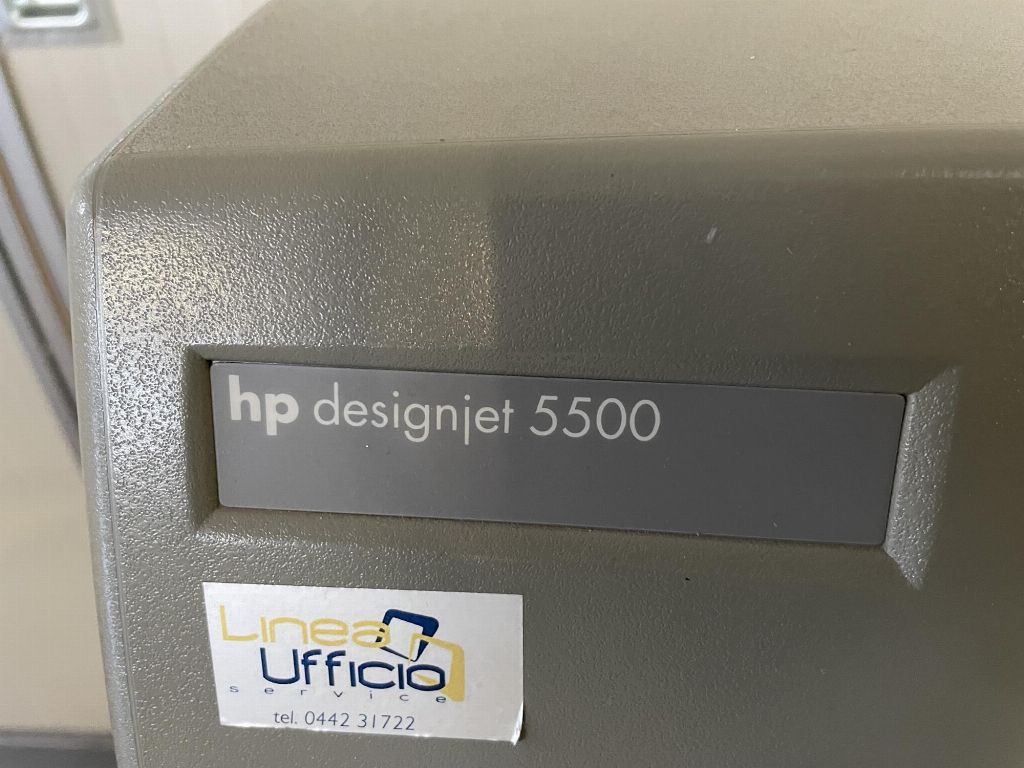 hp designjet 5500
Linea
Ufficio
service
tel. 0442 31722